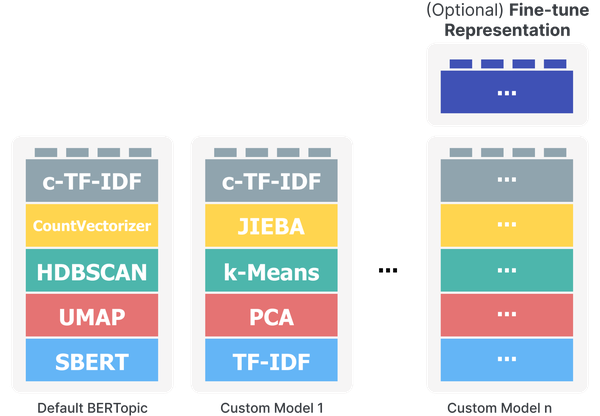 (Optional) Fine-tune
Representation
...
c-TF-IDF
CountVectorizer
HDBSCAN
UMAP
SBERT
Default BERTopic
c-TF-IDF
JIEBA
k-Means
PCA
TF-IDF
Custom Model 1
...
...
...
...
...
...
Custom Model n